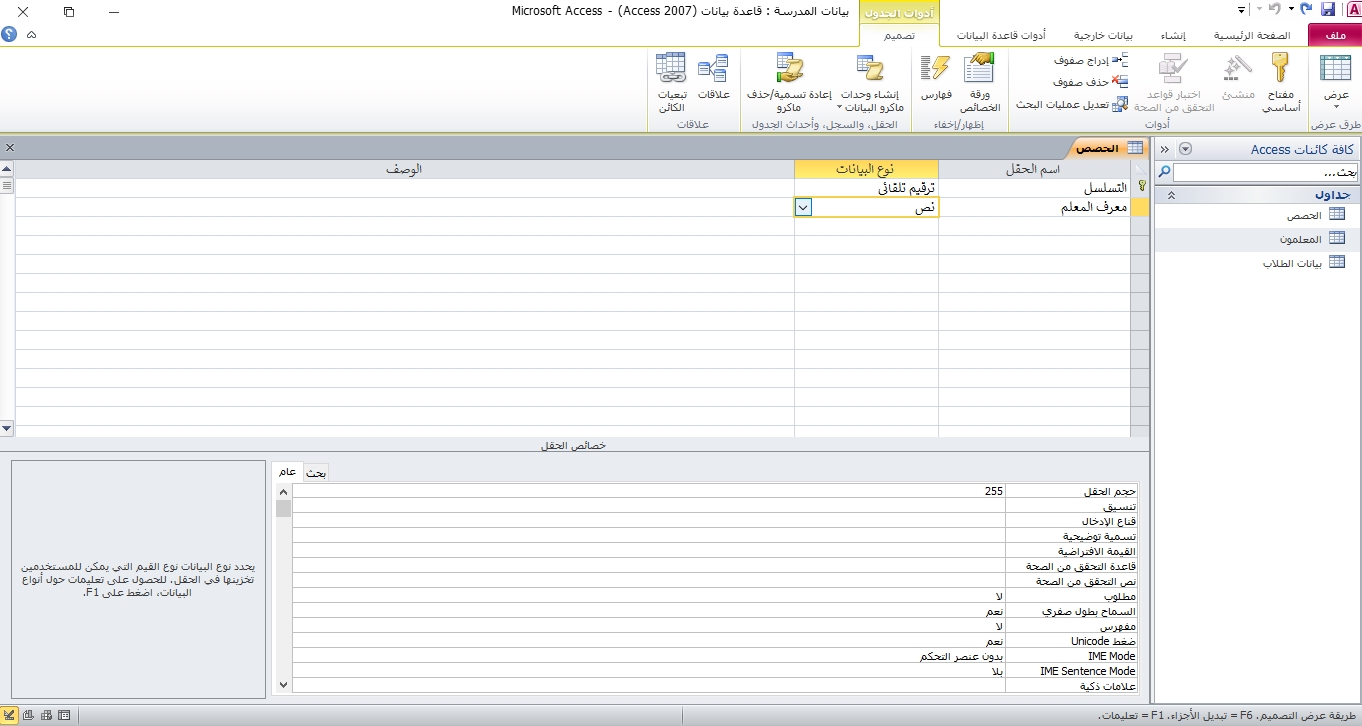 بيانات المدرسة : قاعدة بيانات (Access 2007) - Microsoft Access
أدوات الجدول
ملف
الصفحة الرئيسية
إنشاء
بيانات خارجية
أدوات قاعدة البيانات
تصميم
عرض
مفتاح أساسي
منشئ
اختبار قواعد التحقق من الصحة
إدراج صفوف
حذف صفوف
تعديل عمليات البحث
ورقة الخصائص
فهارس
إنشاء وحدات ماكرو البيانات
إعادة تسمية/حذف ماكرو
علاقات
تبعيات الكائن
طرق عرض
أدوات
إظهار/إخفاء
الحقل، والسجل، وأحداث الجدول
علاقات
كافة كائنات Access
بحث...
جداول
الحصص
المعلمون
بيانات الطلاب
الحصص
اسم الحقل
نوع البيانات
الوصف
التسلسل
ترقيم تلقائي
معرف المعلم
نص
خصائص الحقل
عام
بحث
حجم الحقل 255
تنسيق
قناع الإدخال
تسمية توضيحية
القيمة الافتراضية
قاعدة التحقق من الصحة
نص التحقق من الصحة
مطلوب لا
السماح بطول صفري نعم
مفهرس لا
ضغط Unicode نعم
IME Mode بدون عنصر التحكم
IME Sentence Mode بلا
علامات ذكية
يحدد نوع البيانات نوع القيم التي يمكن للمستخدمين
تخزينها في الحقل. للحصول على تعليمات حول أنواع
البيانات، اضغط على F1.
طريقة عرض التصميم. F6 = تبديل الأجزاء. F1 = تعليمات.